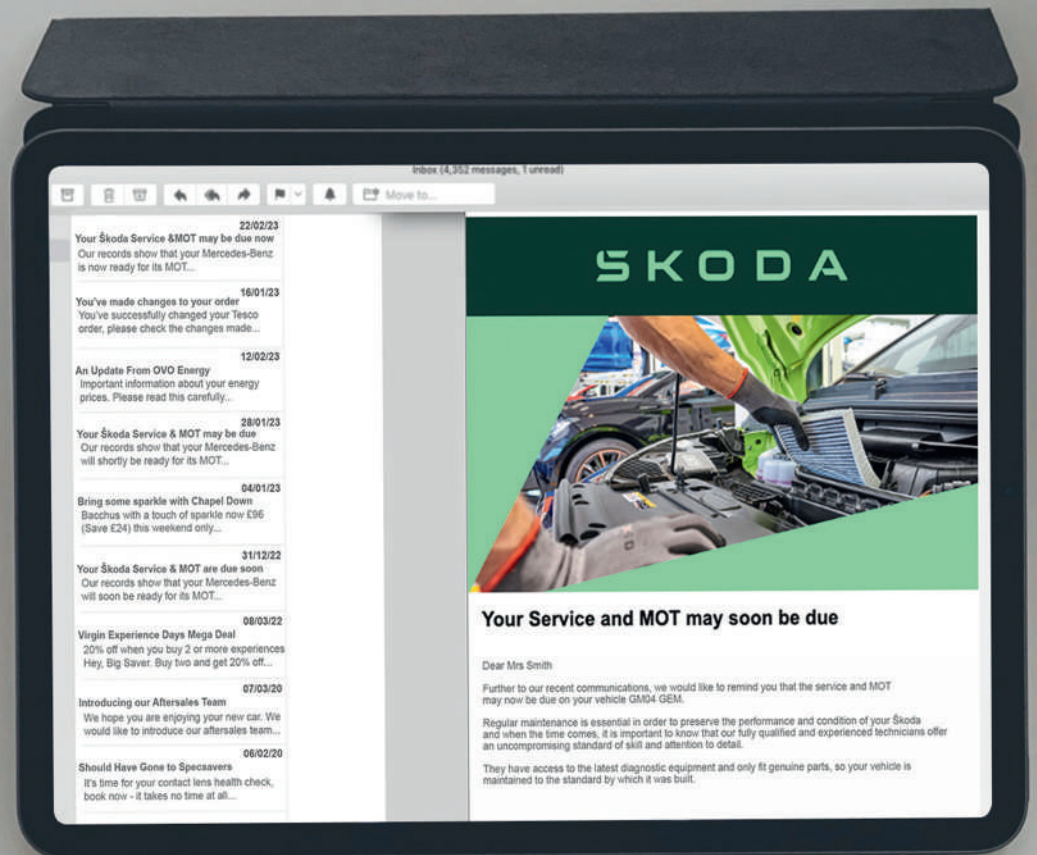 Inbox (4,352 messages, 1 unread)
Move to...
22/02/23
Your Škoda Service &MOT may be due now
Our records show that your Mercedes-Benz
is now ready for its MOT...
16/01/23
You've made changes to your order
You've successfully changed your Tesco
order, please check the changes made...
12/02/23
An Update From OVO Energy
Important information about your energy
prices. Please read this carefully...
28/01/23
Your Škoda Service & MOT may be due
Our records show that your Mercedes-Benz
will shortly be ready for its MOT...
04/01/23
Bring some sparkle with Chapel Down
Bacchus with a touch of sparkle now £96
(Save £24) this weekend only...
31/12/22
Your Škoda Service & MOT are due soon
Our records show that your Mercedes-Benz
will soon be ready for its MOT...
08/03/22
Virgin Experience Days Mega Deal
20% off when you buy 2 or more experiences
Hey, Big Saver. Buy two and get 20% off...
07/03/20
Introducing our Aftersales Team
We hope you are enjoying your new car. We
would like to introduce our aftersales team...
06/02/20
Should Have Gone to Specsavers
It's time for your contact lens health check,
book now - it takes no time at all...
ŠKODA
Your Service and MOT may soon be due
Dear Mrs Smith
Further to our recent communications, we would like to remind you that the service and MOT
may now be due on your vehicle GM04 GEM.
Regular maintenance is essential in order to preserve the performance and condition of your Škoda
and when the time comes, it is important to know that our fully qualified and experienced technicians offer
an uncompromising standard of skill and attention to detail.
They have access to the latest diagnostic equipment and only fit genuine parts, so your vehicle is
maintained to the standard by which it was built.